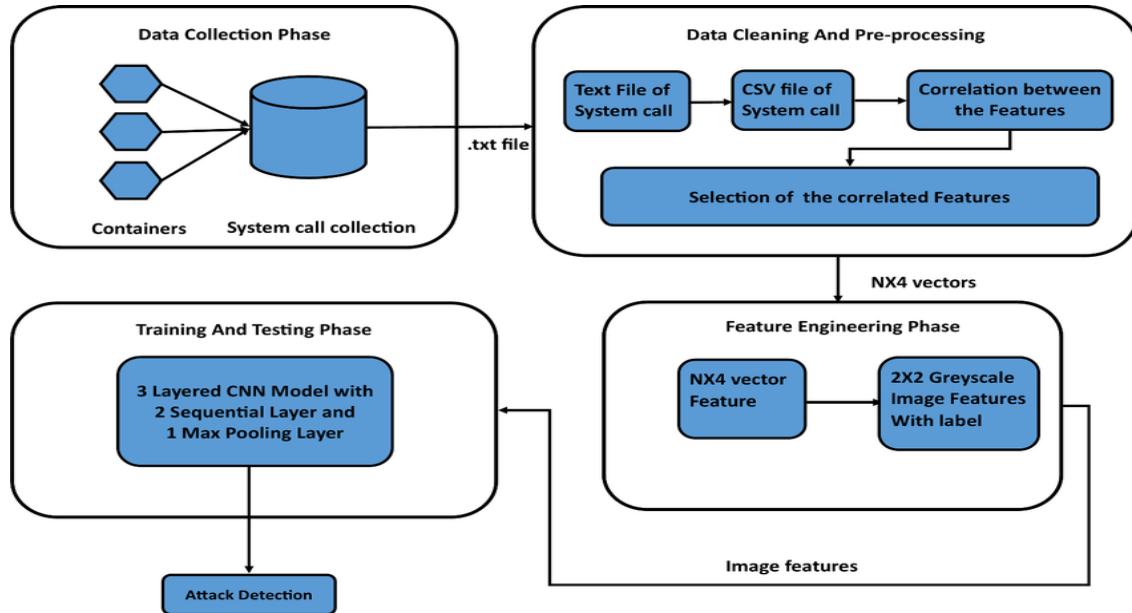 Data Collection Phase
Containers
System call collection
.txt file
Data Cleaning And Pre-processing
Text File of
System call
CSV file of
System call
Correlation between
the Features
Selection of the correlated Features
NX4 vectors
Feature Engineering Phase
NX4 vector
Feature
2X2 Greyscale
Image Features
With label
Image features
Training And Testing Phase
3 Layered CNN Model with
2 Sequential Layer and
1 Max Pooling Layer
Attack Detection